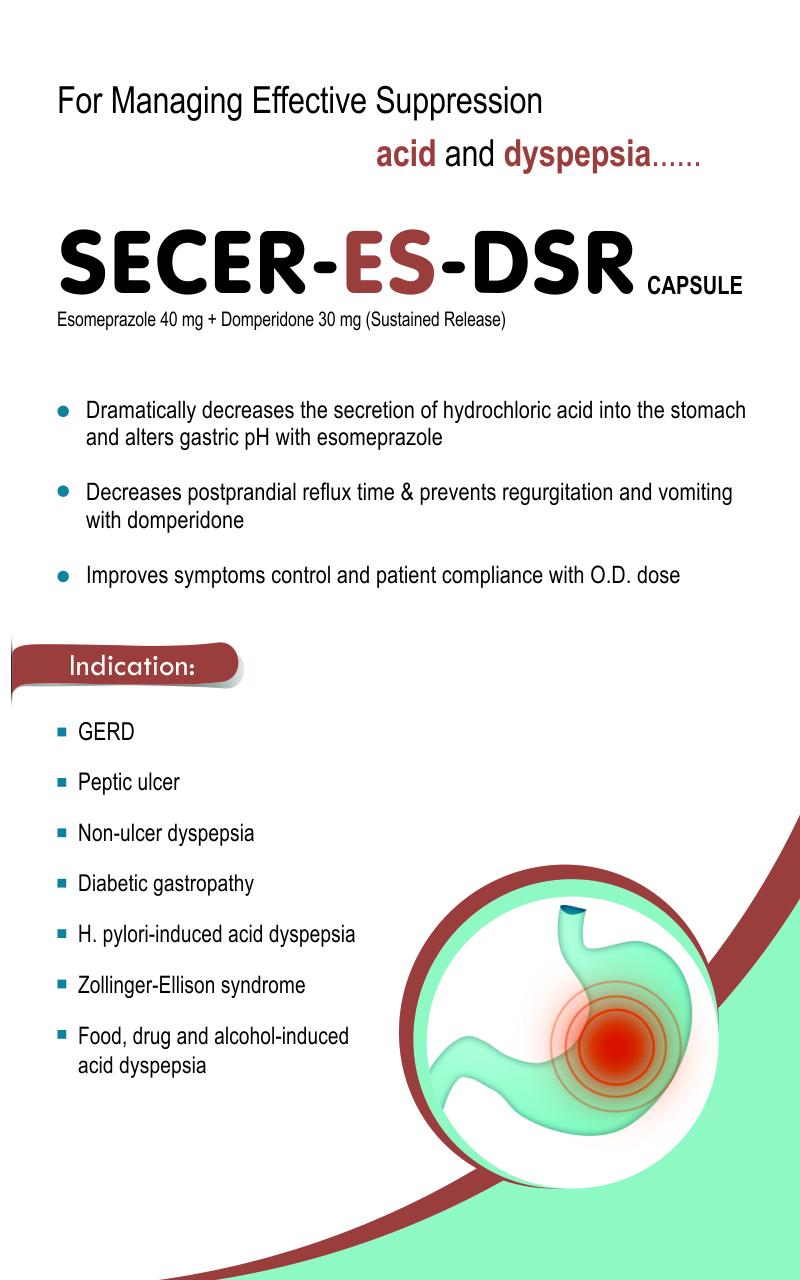 For Managing Effective Suppression
acid and dyspepsia......
SECER-ES-DSR CAPSULE
Esomeprazole 40 mg + Domperidone 30 mg (Sustained Release)
Dramatically decreases the secretion of hydrochloric acid into the stomach
and alters gastric pH with esomeprazole
Decreases postprandial reflux time & prevents regurgitation and vomiting
with domperidone
Improves symptoms control and patient compliance with O.D. dose
Indication:
GERD
Peptic ulcer
Non-ulcer dyspepsia
Diabetic gastropathy
H. pylori-induced acid dyspepsia
Zollinger-Ellison syndrome
Food, drug and alcohol-induced
acid dyspepsia